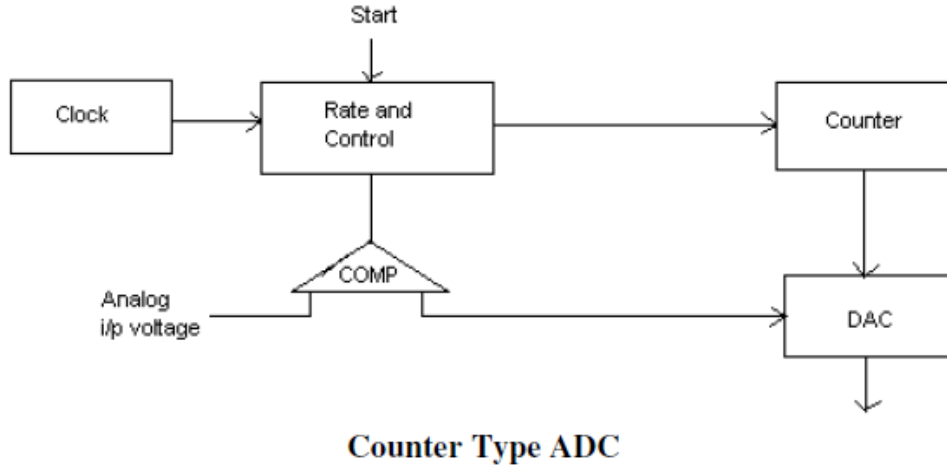 Start
Clock
Rate and
Control
Counter
COMP
Analog
i/p voltage
DAC
Counter Type ADC